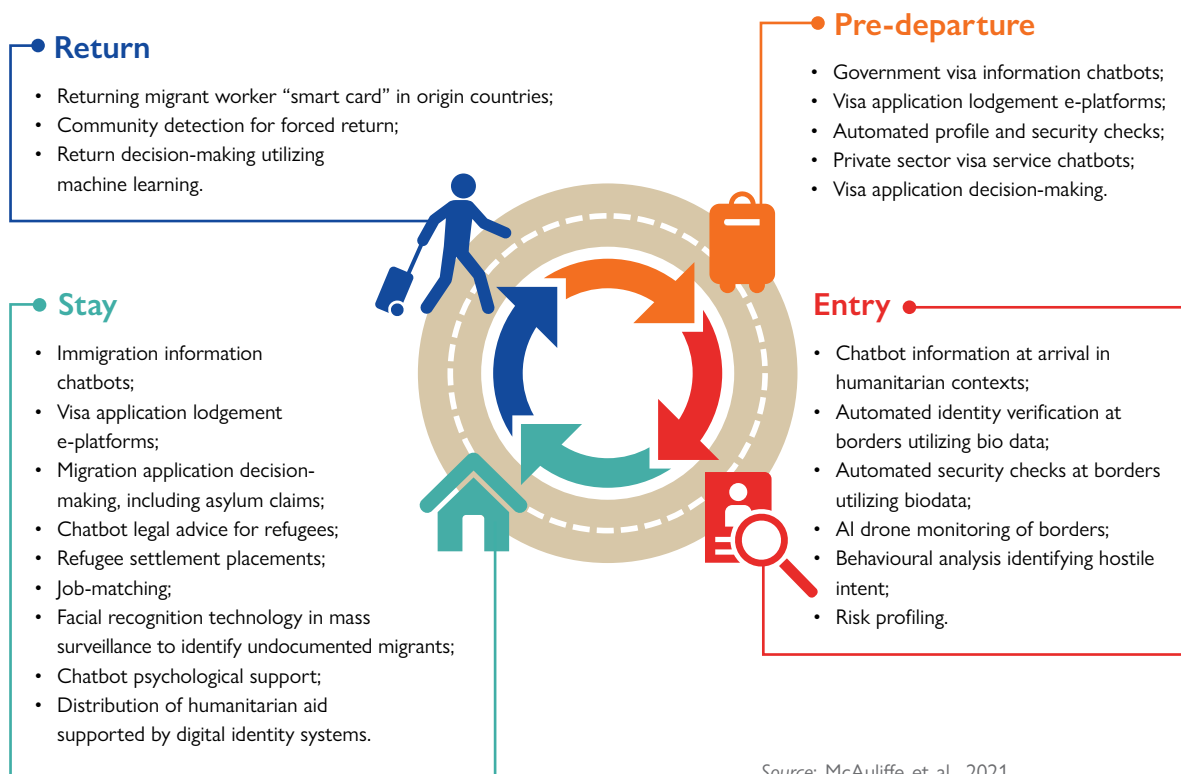 Return
• Returning migrant worker “smart card” in origin countries;
• Community detection for forced return;
• Return decision-making utilizing
machine learning.
Pre-departure
• Government visa information chatbots;
• Visa application lodgement e-platforms;
• Automated profile and security checks;
• Private sector visa service chatbots;
• Visa application decision-making.
Stay
• Immigration information
chatbots;
• Visa application lodgement
e-platforms;
• Migration application decision-
making, including asylum claims;
• Chatbot legal advice for refugees;
• Refugee settlement placements;
• Job-matching;
• Facial recognition technology in mass
surveillance to identify undocumented migrants;
• Chatbot psychological support;
• Distribution of humanitarian aid
supported by digital identity systems.
Entry
• Chatbot information at arrival in
humanitarian contexts;
• Automated identity verification at
borders utilizing bio data;
• Automated security checks at borders
utilizing biodata;
• AI drone monitoring of borders;
• Behavioural analysis identifying hostile
• intent;
• Risk profiling.
Source: McAuliffe et al., 2021